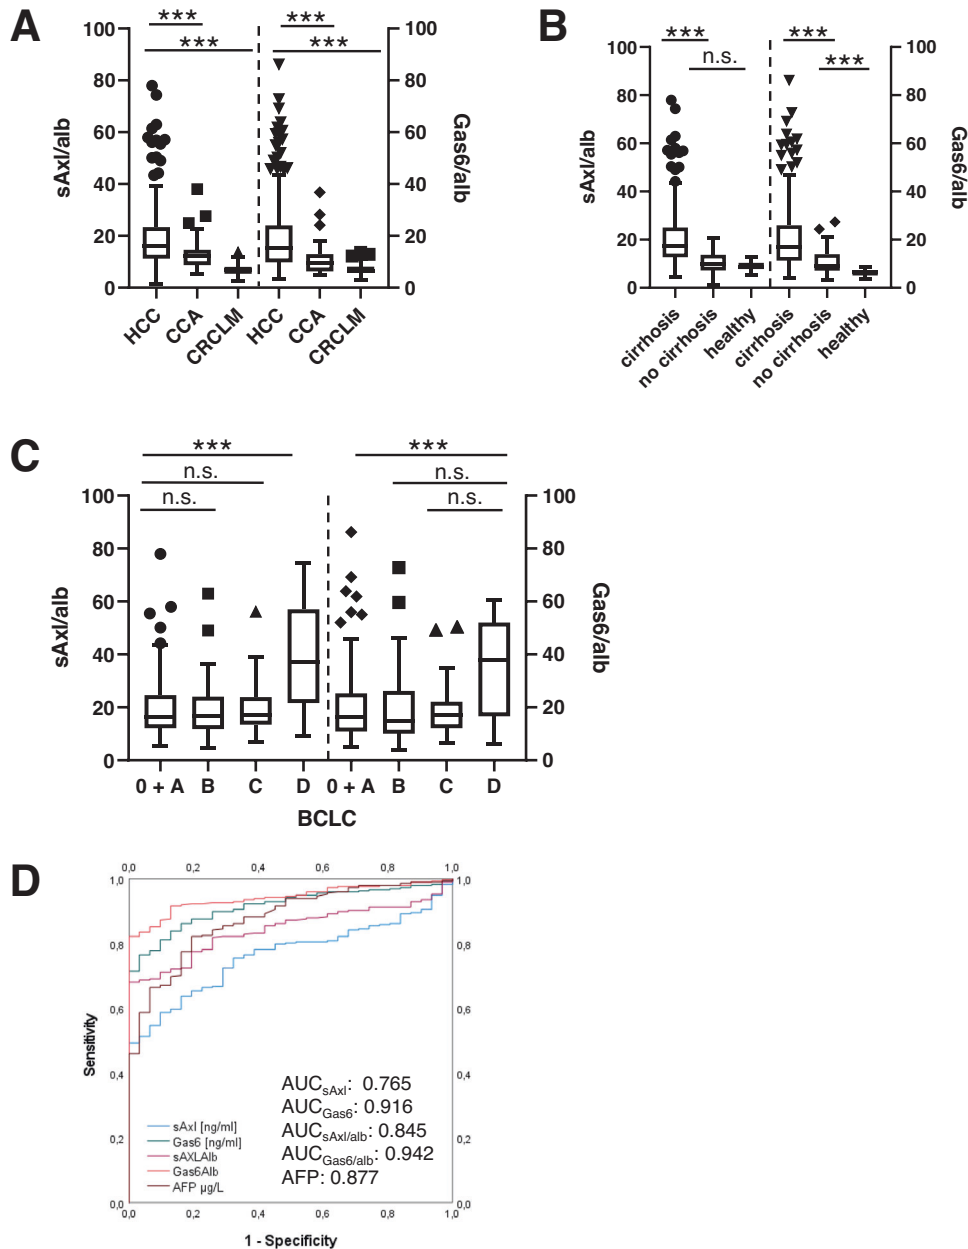 A
***
***
***
***
100
80
60
40
20
0
sAxl/alb
100
80
60
40
20
0
Gas6/alb
HCC
CCA
CRCLM
HCC
CCA
CRCLM
B
***
n.s.
***
***
100
80
60
40
20
0
sAxl/alb
100
80
60
40
20
0
Gas6/alb
cirrhosis
no cirrhosis
healthy
cirrhosis
no cirrhosis
healthy
C
***
n.s.
n.s.
***
n.s.
n.s.
100
80
60
40
20
0
sAxl/alb
100
80
60
40
20
0
Gas6/alb
0 + A B C D 0 + A B C D
BCLC
D
0,0 0,2 0,4 0,6 0,8 1,0
1,0
0,8
0,6
0,4
0,2
0,0
Sensitivity
1,0
0,8
0,6
0,4
0,2
0,0
AUCsAxl: 0.765
AUCGas6: 0.916
AUCsAxl/alb: 0.845
AUCGas6/alb: 0.942
AFP: 0.877
sAxl [ng/ml]
Gas6 [ng/ml]
sAXLAlb
Gas6Alb
AFP µg/L
0,0 0,2 0,4 0,6 0,8 1,0
1 - Specificity